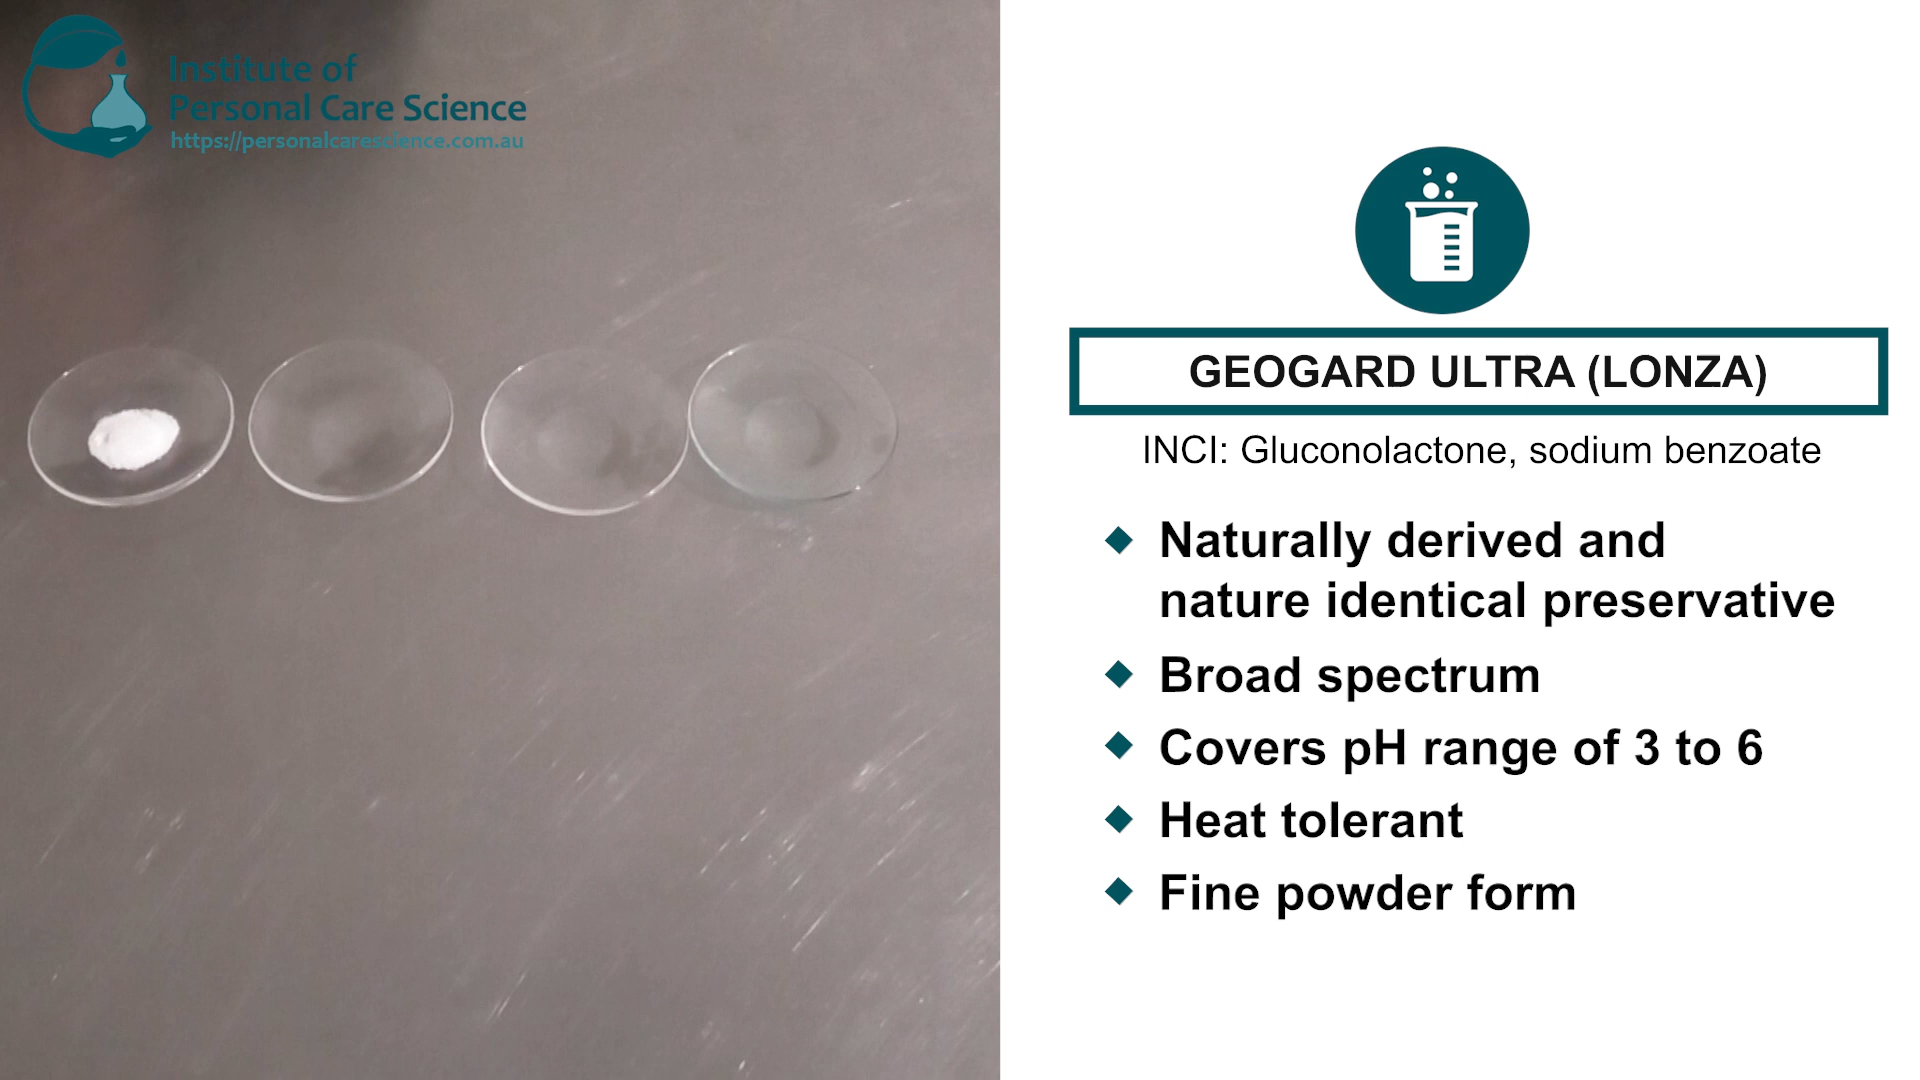 Institute of
Personal Care Science
https://personalcarescience.com.au
GEOGARD ULTRA (LONZA)
INCI: Gluconolactone, sodium benzoate
Naturally derived and
nature identical preservative
Broad spectrum
Covers pH range of 3 to 6
Heat tolerant
Fine powder form